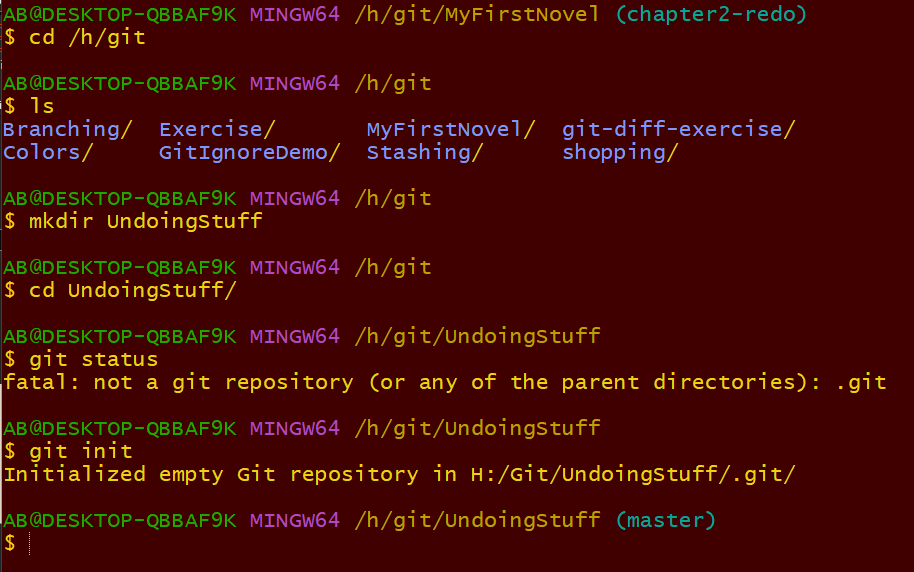 AB@DESKTOP-QBBAF9K MINGW64 /h/git/MyFirstNovel (chapter2-redo)
$ cd /h/git
AB@DESKTOP-QBBAF9K MINGW64 /h/git
$ ls
Branching/  Exercise/       MyFirstNovel/  git-diff-exercise/
Colors/     GitIgnoreDemo/  Stashing/      shopping/
AB@DESKTOP-QBBAF9K MINGW64 /h/git
$ mkdir UndoingStuff
AB@DESKTOP-QBBAF9K MINGW64 /h/git
$ cd UndoingStuff/
AB@DESKTOP-QBBAF9K MINGW64 /h/git/UndoingStuff
$ git status
fatal: not a git repository (or any of the parent directories): .git
AB@DESKTOP-QBBAF9K MINGW64 /h/git/UndoingStuff
$ git init
Initialized empty Git repository in H:/Git/UndoingStuff/.git/
AB@DESKTOP-QBBAF9K MINGW64 /h/git/UndoingStuff (master)
$